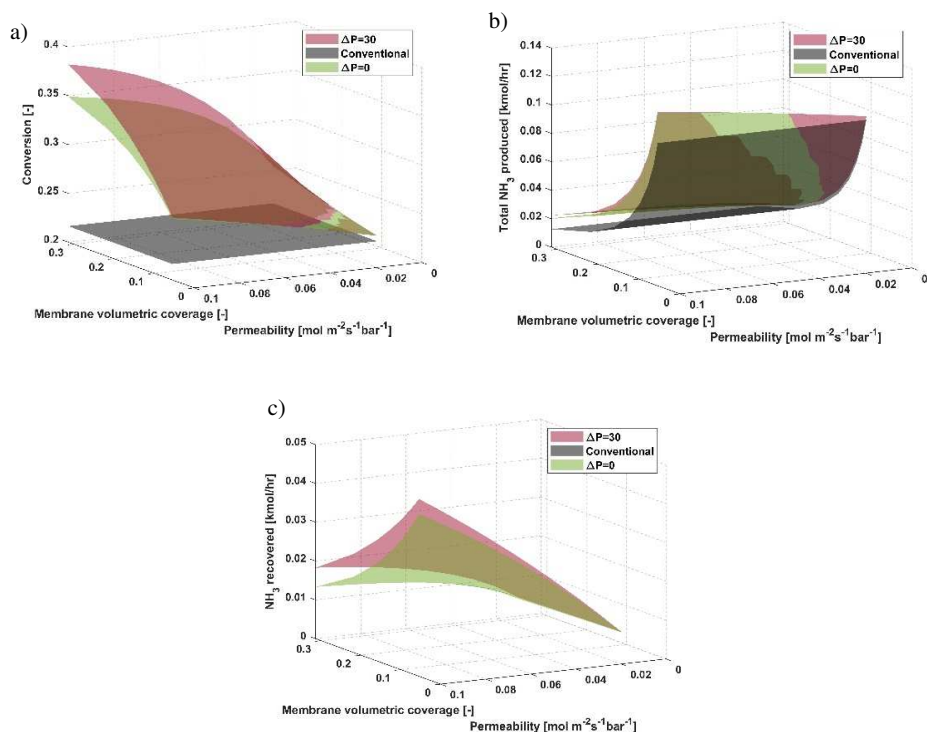 a)
ΔP=30
Conventional
ΔP=0
0.4
0.35
0.3
0.25
0.2
Conversion [-]
0.3
0.2
0.1
0
0.1
0.08
0.06
0.04
0.02
0
Membrane volumetric coverage [-]
Permeability [mol m⁻²s⁻¹bar⁻¹]
b)
ΔP=30
Conventional
ΔP=0
0.14
0.12
0.1
0.08
0.06
0.04
0.02
0
Total NH₃ produced [kmol/hr]
0.3
0.2
0.1
0
0.1
0.08
0.06
0.04
0.02
0
Membrane volumetric coverage [-]
Permeability [mol m⁻²s⁻¹bar⁻¹]
c)
ΔP=30
Conventional
ΔP=0
0.05
0.04
0.03
0.02
0.01
0
NH₃ recovered [kmol/hr]
0.3
0.2
0.1
0
0.1
0.08
0.06
0.04
0.02
0
Membrane volumetric coverage [-]
Permeability [mol m⁻²s⁻¹bar⁻¹]